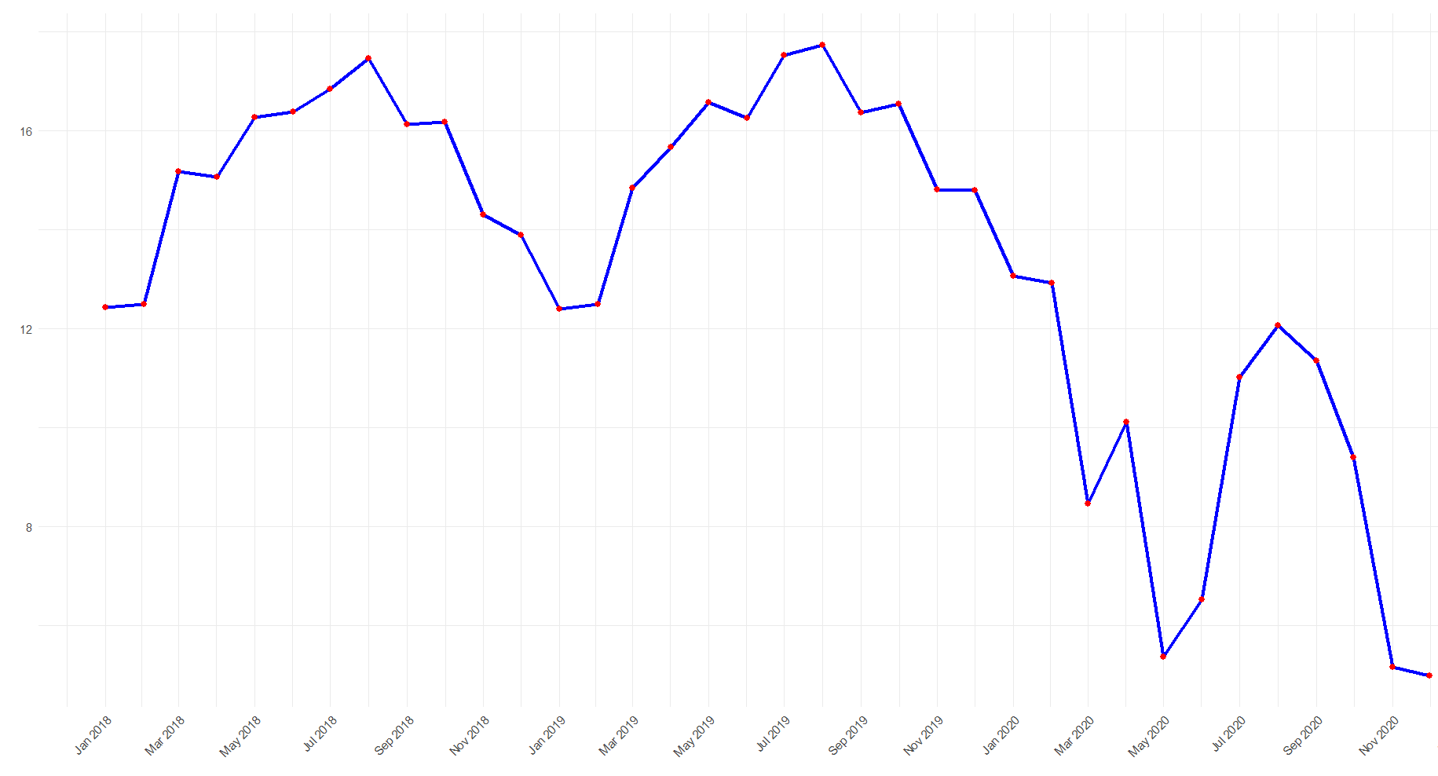 16
12
8
Jan 2018
Mar 2018
May 2018
Jul 2018
Sep 2018
Nov 2018
Jan 2019
Mar 2019
May 2019
Jul 2019
Sep 2019
Nov 2019
Jan 2020
Mar 2020
May 2020
Jul 2020
Sep 2020
Nov 2020